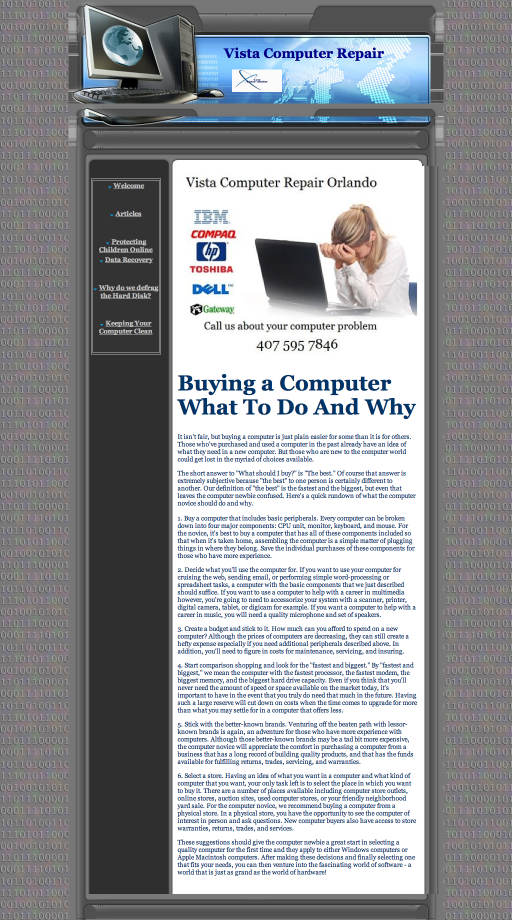 Vista Computer Repair
Welcome
Articles
Protecting
Children Online
Data Recovery
Why do we defrag
the Hard Disk?
Keeping Your
Computer Clean
Vista Computer Repair Orlando
IBM
COMPAQ
hp
TOSHIBA
DELL
Gateway
Call us about your computer problem
407 595 7846
Buying a Computer
What To Do And Why
It isn't fair, but buying a computer is just plain easier for some than it is for others.
Those who've purchased and used a computer in the past already have an idea of
what they need in a new computer. But those who are new to the computer world
could get lost in the myriad of choices available.
The short answer to "What should I buy?" is "The best." Of course that answer is
extremely subjective because "the best" to one person is certainly different to
another. Our definition of "the best" is the fastest and the biggest, but even that
leaves the computer newbie confused. Here's a quick rundown of what the computer
novice should do and why.
1. Buy a computer that includes basic peripherals. Every computer can be broken
down into four major components: CPU unit, monitor, keyboard, and mouse. For
the novice, it's best to buy a computer that has all of these components included so
that when it's taken home, assembling the computer is a simple matter of plugging
things in where they belong. Save the individual purchases of these components for
those who have more experience.
2. Decide what you'll use the computer for. If you want to use your computer for
cruising the web, sending email, or performing simple word-processing or
spreadsheet tasks, a computer with the basic components that we just described
should suffice. If you want to use a computer to help with a career in multimedia
however, you're going to need to accessorize your system with a scanner, printer,
digital camera, tablet, or digicam for example. If you want a computer to help with a
career in music, you will need a quality microphone and set of speakers.
3. Create a budget and stick to it. How much can you afford to spend on a new
computer? Although the prices of computers are decreasing, they can still create a
hefty expense especially if you need additional peripherals described above. In
addition, you'll need to figure in costs for maintenance, servicing, and insuring.
4. Start comparison shopping and look for the "fastest and biggest." By "fastest and
biggest," we mean the computer with the fastest processor, the fastest modem, the
biggest memory, and the biggest hard drive capacity. Even if you think that you'll
never need the amount of speed or space available on the market today, it's
important to have in the event that you truly do need that much in the future. Having
such a large reserve will cut down on costs when the time comes to upgrade for more
than what you may settle for in a computer that offers less.
5. Stick with the better-known brands. Venturing off the beaten path with lessor-
known brands is again, an adventure for those who have more experience with
computers. Although those better-known brands may be a tad bit more expensive,
the computer novice will appreciate the comfort in purchasing a computer from a
business that has a long record of building quality products, and that has the funds
available for fulfilling returns, trades, servicing, and warranties.
6. Select a store. Having an idea of what you want in a computer and what kind of
computer that you want, your only task left is to select the place in which you want
to buy it. There are a number of places available including computer store outlets,
online stores, auction sites, used computer stores, or your friendly neighborhood
yard sale. For the computer novice, we recommend buying a computer from a
physical store. In a physical store, you have the opportunity to see the computer of
interest in person and ask questions. New computer buyers also have access to store
warranties, returns, trades, and services.
These suggestions should give the computer newbie a great start in selecting a
quality computer for the first time and they apply to either Windows computers or
Apple Macintosh computers. After making these decisions and finally selecting one
that fits your needs, you can then venture into the fascinating world of software - a
world that is just as grand as the world of hardware!